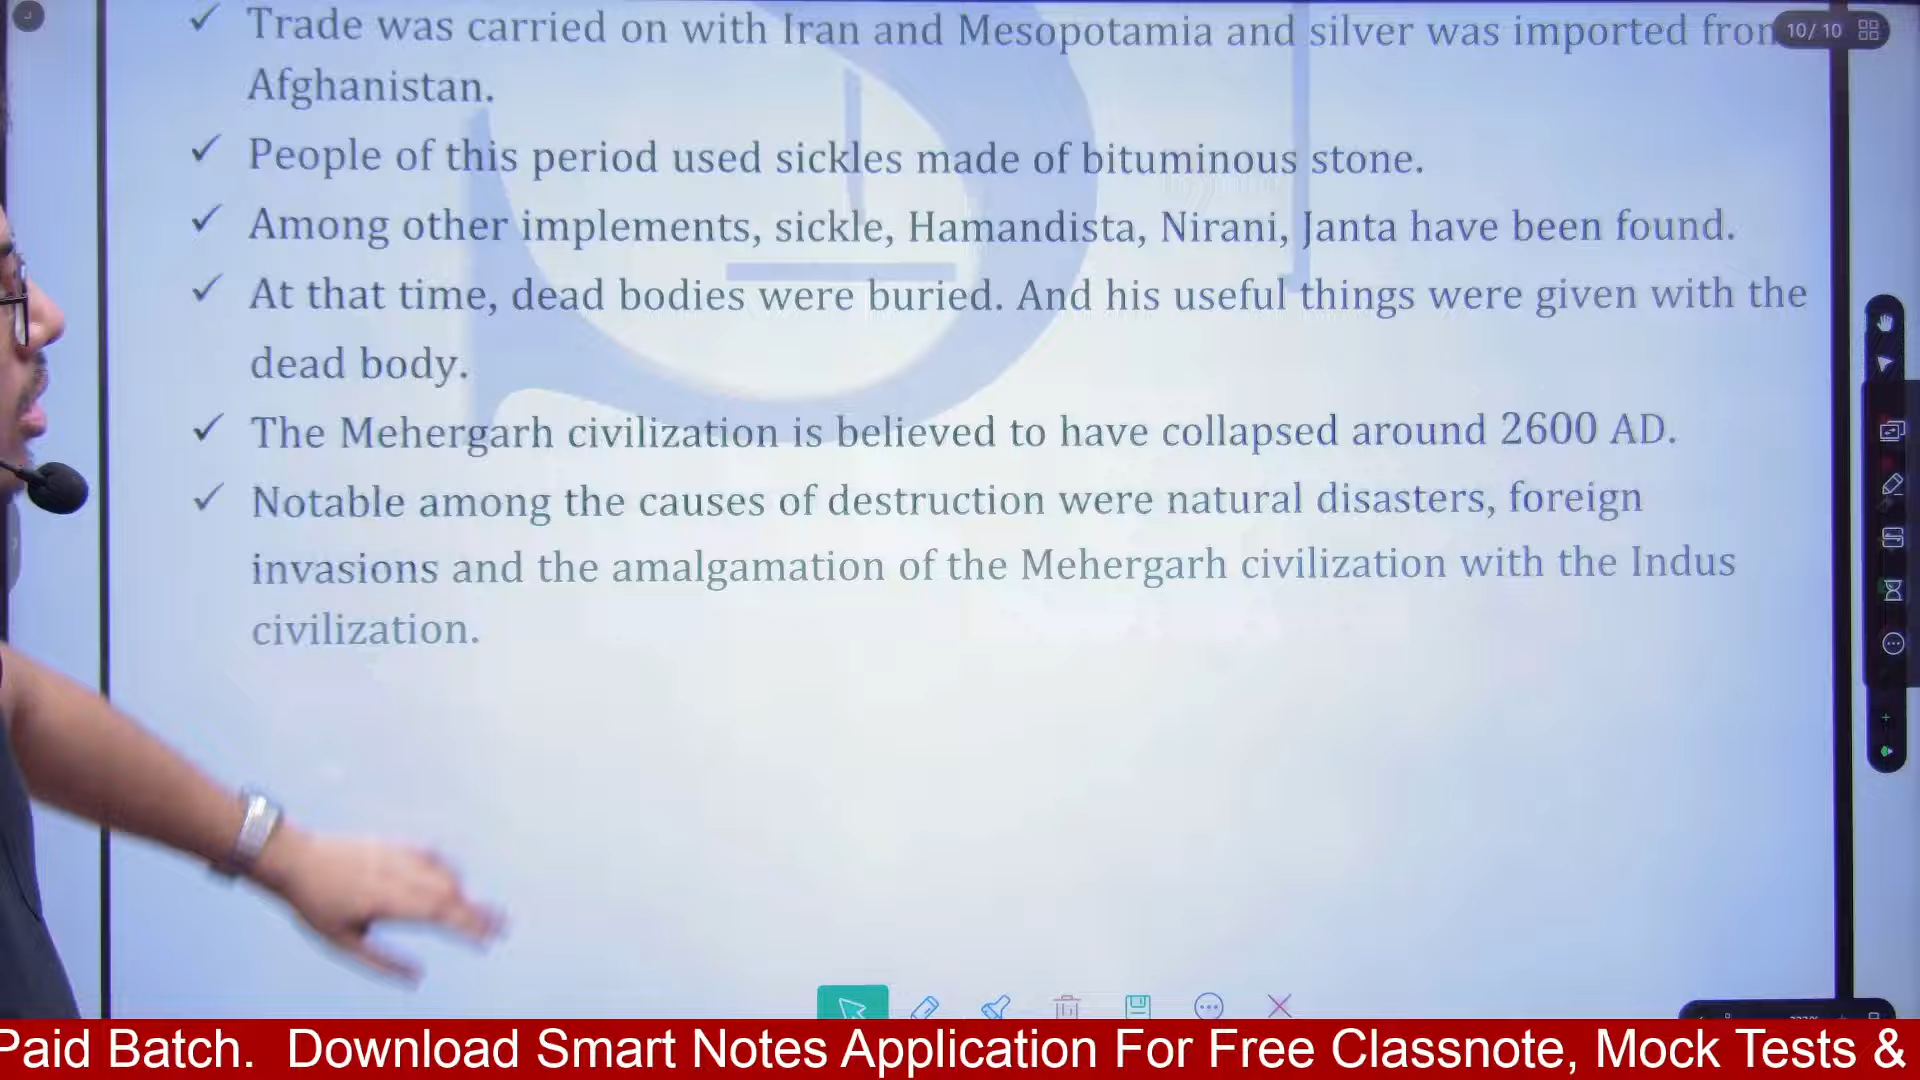 ✓ Trade was carried on with Iran and Mesopotamia and silver was imported from
Afghanistan.
✓ People of this period used sickles made of bituminous stone.
✓ Among other implements, sickle, Hamandista, Nirani, Janta have been found.
✓ At that time, dead bodies were buried. And his useful things were given with the
dead body.
✓ The Mehergarh civilization is believed to have collapsed around 2600 AD.
✓ Notable among the causes of destruction were natural disasters, foreign
invasions and the amalgamation of the Mehergarh civilization with the Indus
civilization.
10/10
Paid Batch. Download Smart Notes Application For Free Classnote, Mock Tests &